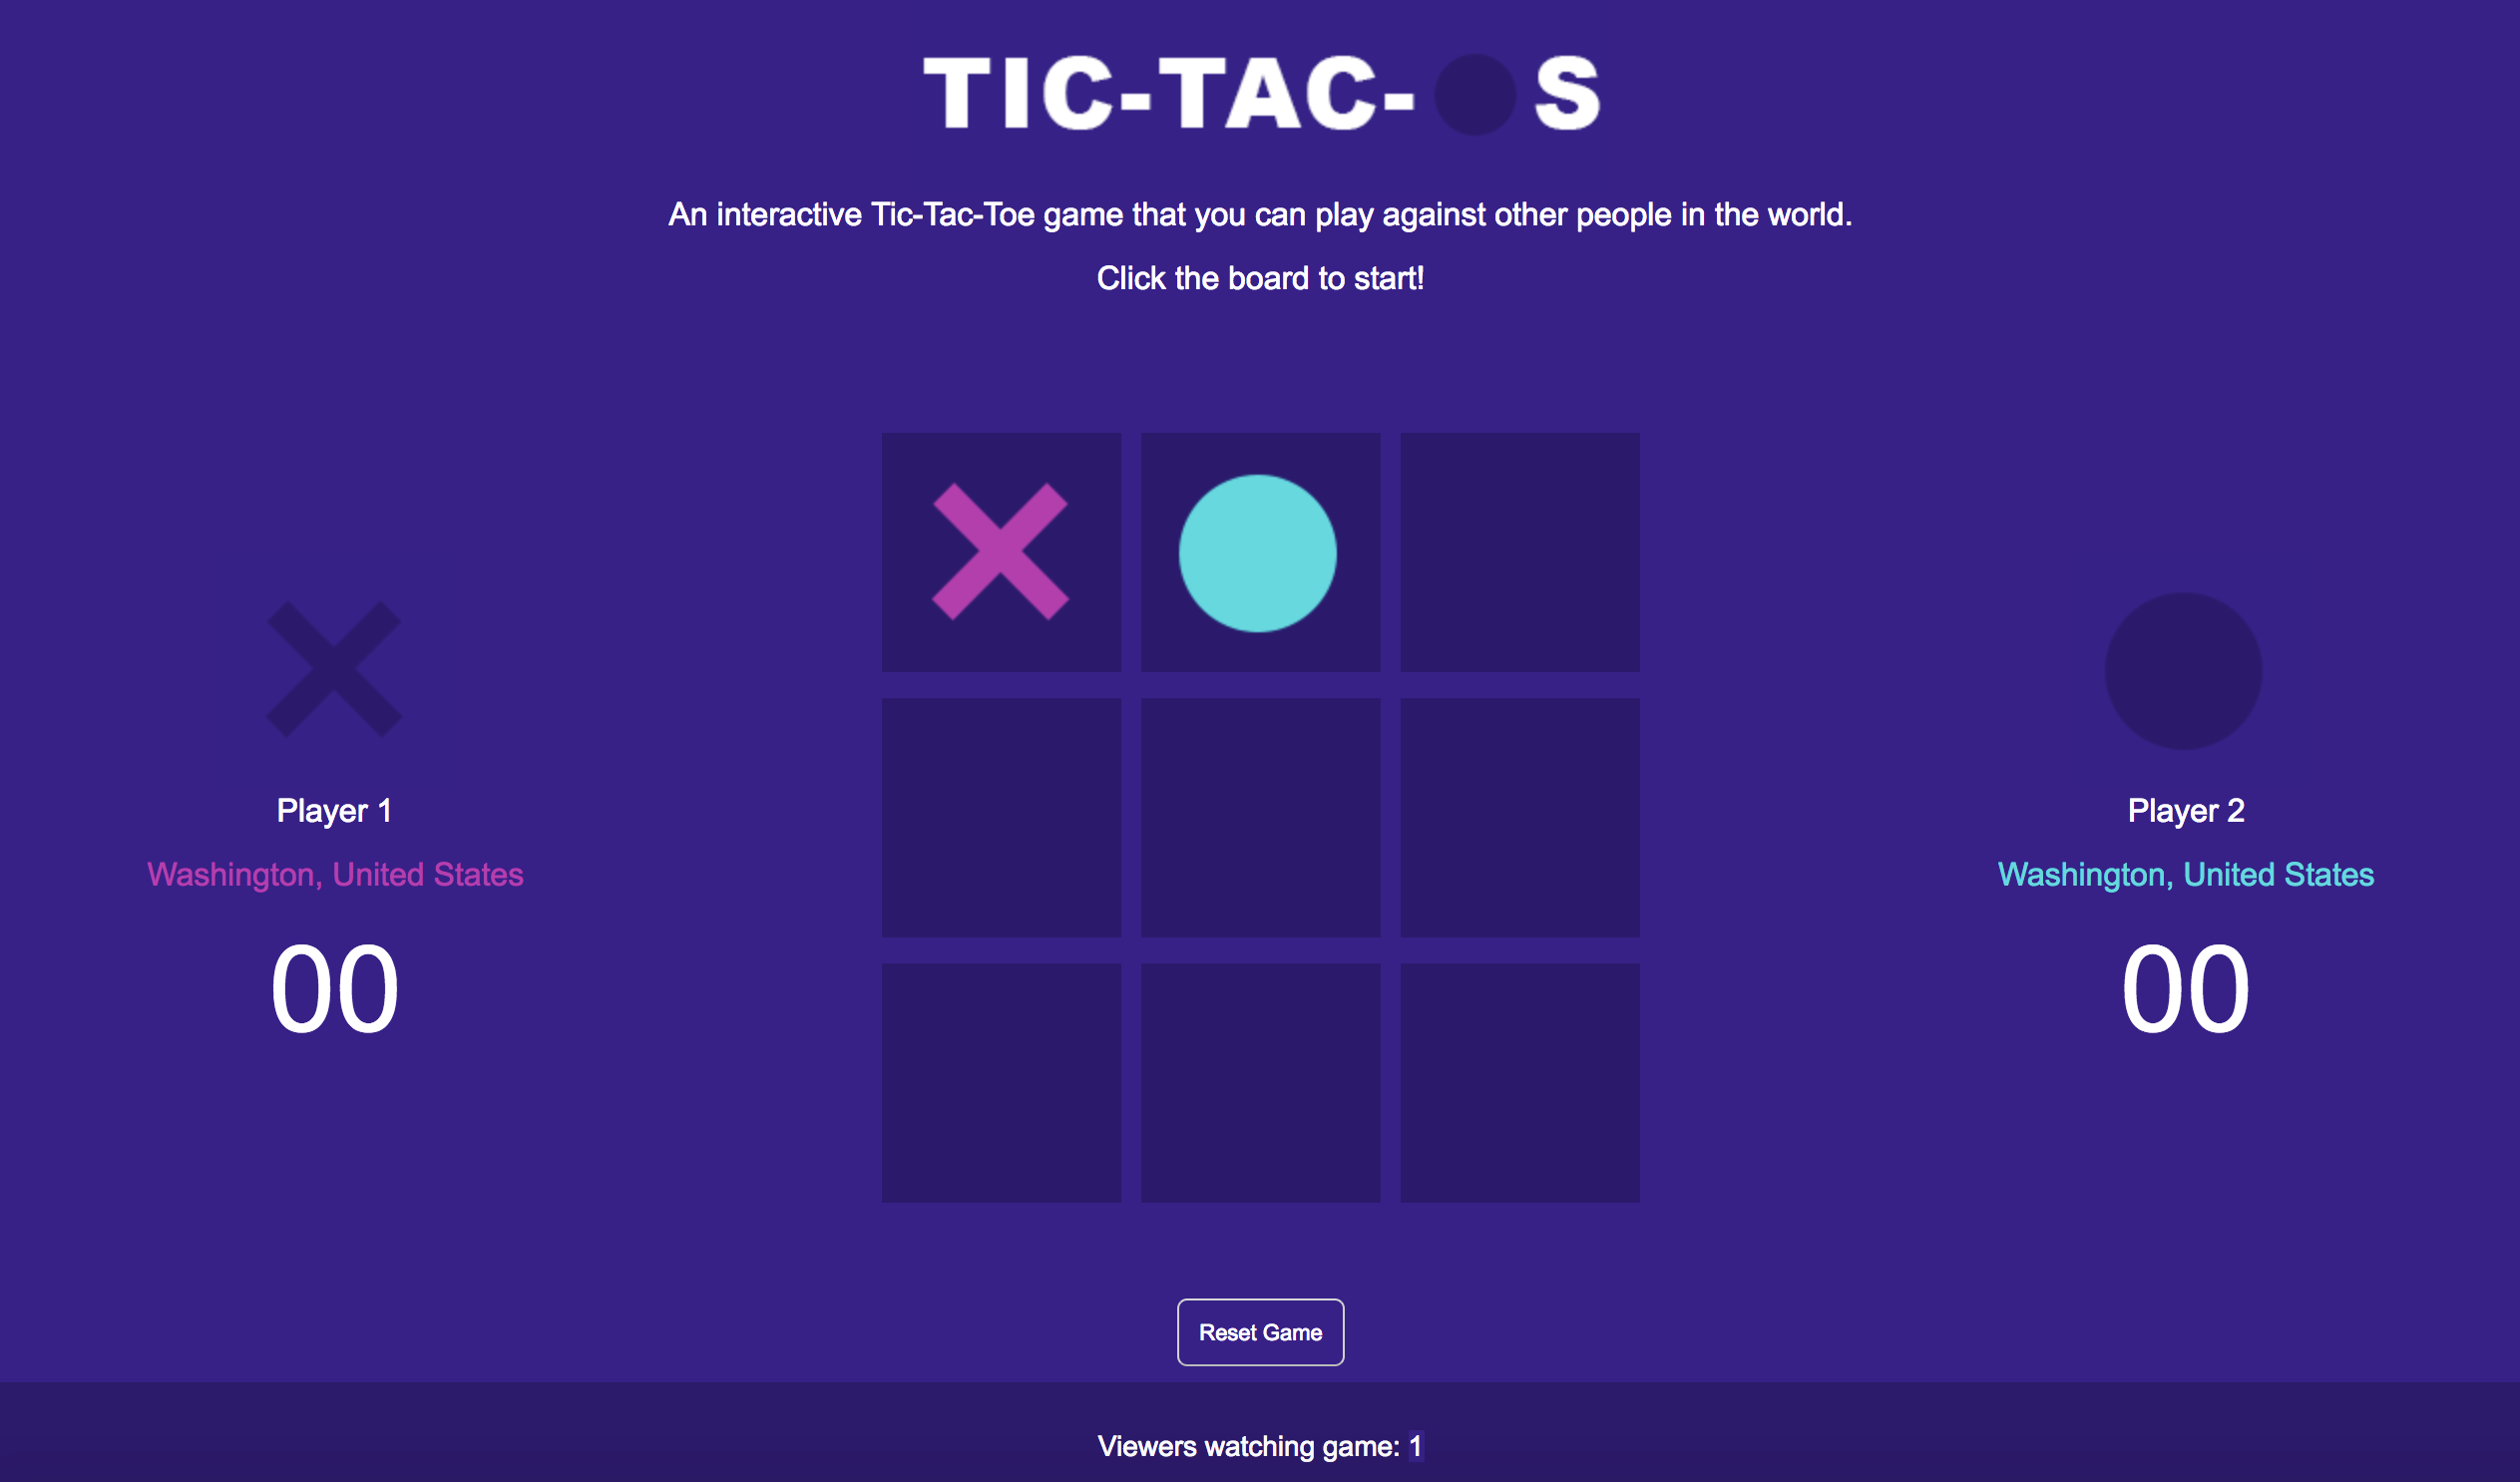 TIC-TAC-OS
An interactive Tic-Tac-Toe game that you can play against other people in the world.
Click the board to start!
Player 1
Washington, United States
00
Player 2
Washington, United States
00
Reset Game
Viewers watching game: 1